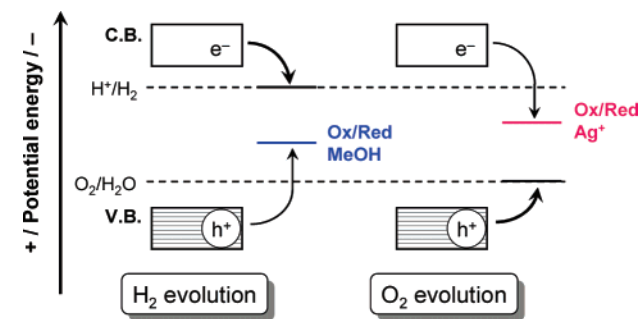 + / Potential energy / –
C.B.
e⁻
e⁻
H⁺/H₂
Ox/Red
MeOH
Ox/Red
Ag⁺
O₂/H₂O
V.B.
h⁺
h⁺
H₂ evolution
O₂ evolution